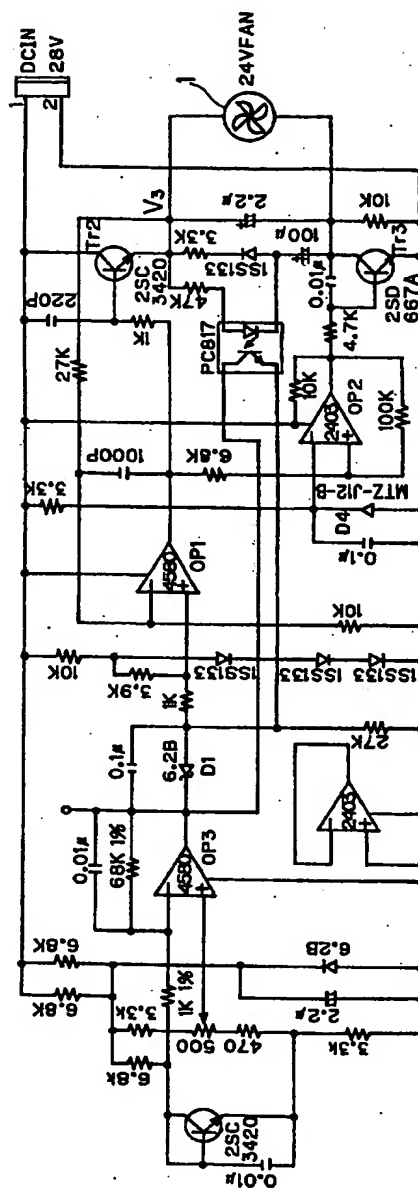 DCIN
28V
1
2
24VFAN
1
V3
Tr2
2SC
3420
220P
27K
1K
3.3K
47K
1SS133
2.2μ
100μ
0.01μ
10K
Tr3
2SD
667A
4.7K
PC817
10K
2403
OP2
100K
1000P
6.8K
3.3K
MTZ-J12-B
D4
0.1μ
4580
OP1
10K
10K
3.9K
1SS133
1SS133
1SS133
1K
27K
0.1μ
6.2B
D1
2403
0.01μ
68K 1%
4580
OP3
6.8K
6.8K
3.3K
6.8K
1K 1%
500
470
2.2μ
6.2B
3.3K
2SC
3420
0.01μ